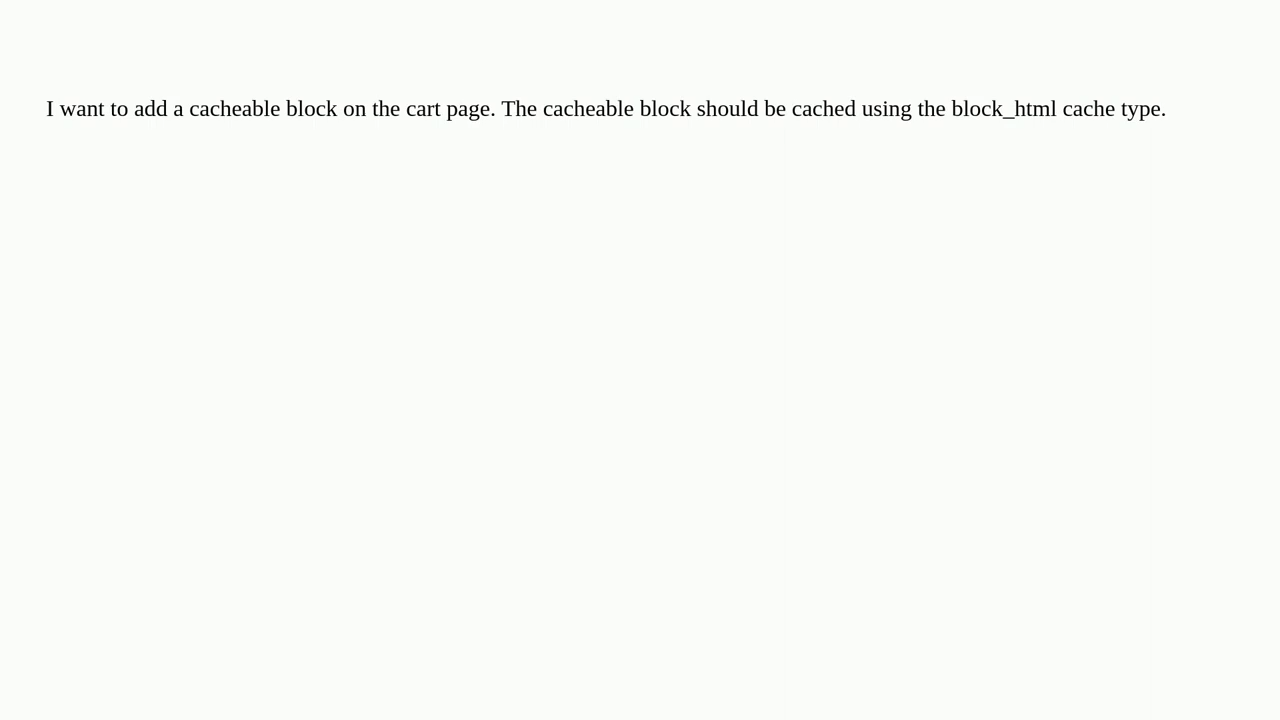 I want to add a cacheable block on the cart page. The cacheable block should be cached using the block_html cache type.